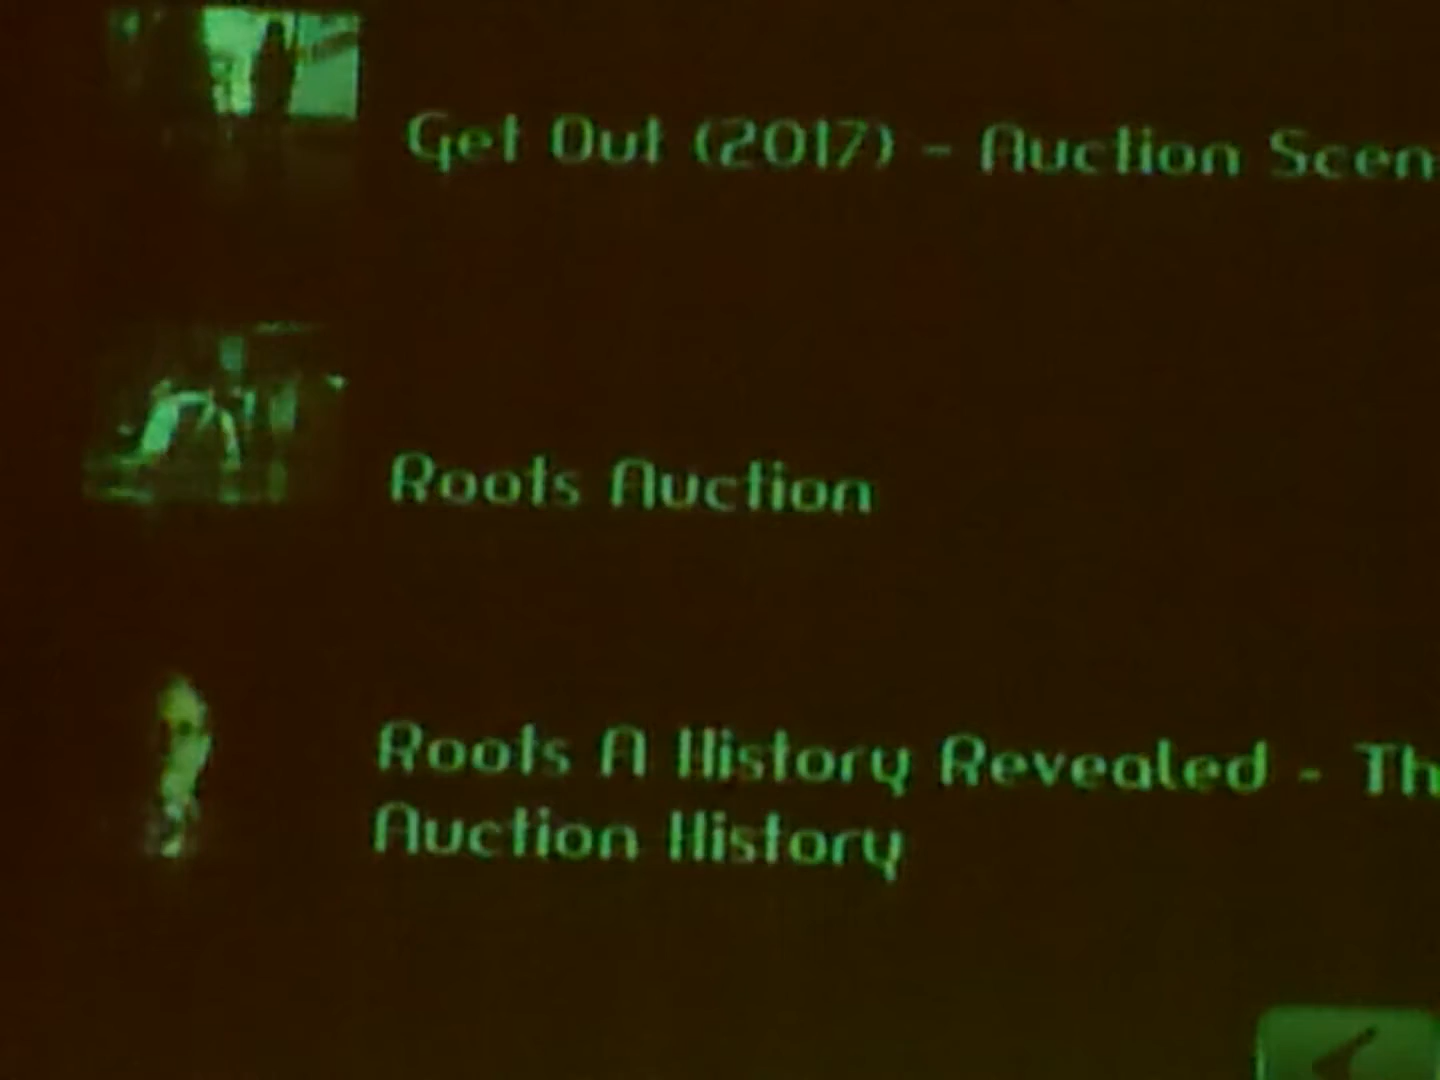 Get Out (2017) - Auction Scen
Roots Auction
Roots A History Revealed - Th
Auction History